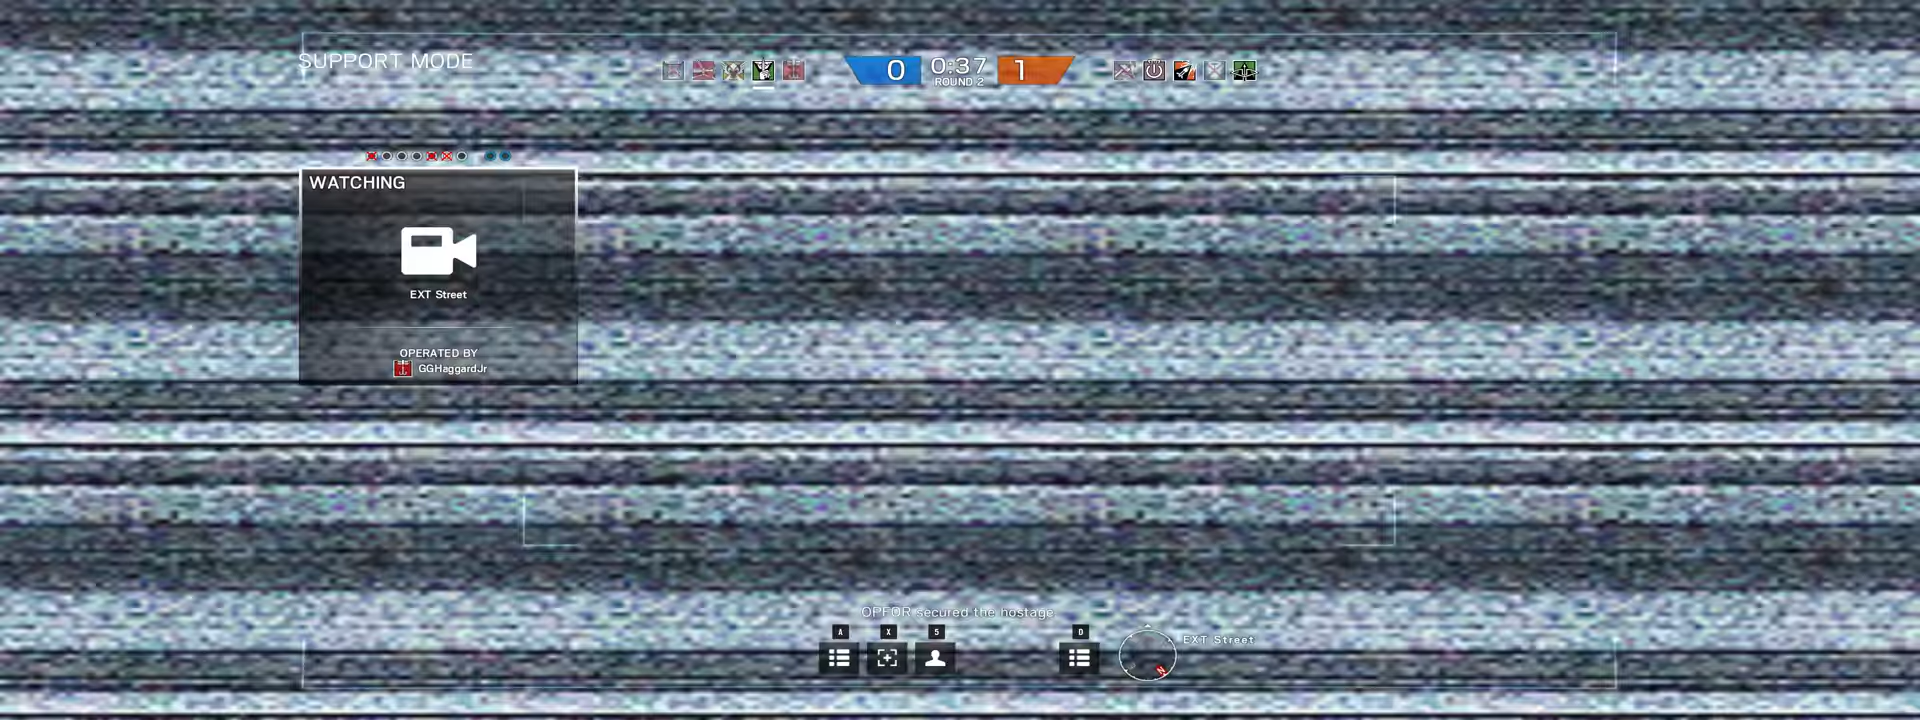 SUPPORT MODE
0 0:37 1
ROUND 2
WATCHING
EXT Street
OPERATED BY
GGHaggardJr
OPFOR secured the hostage
A X 5 D
EXT Street